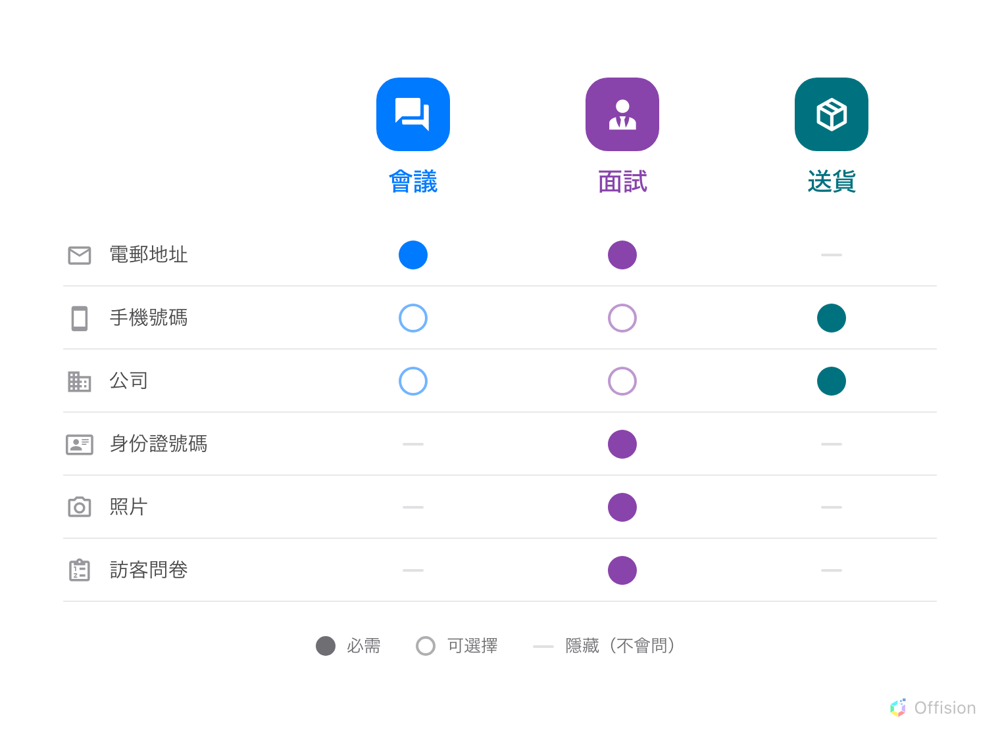 會議 面試 送貨
電郵地址
手機號碼
公司
身份證號碼
照片
訪客問卷
必需 可選擇 隱藏（不會問）
Offision